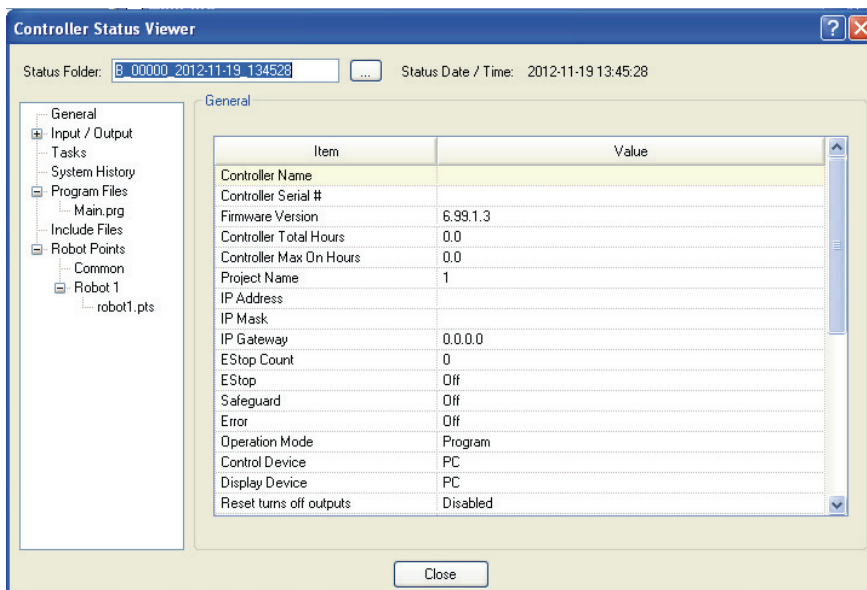 Controller Status Viewer
Status Folder: B_00000_2012-11-19_134528 ... Status Date / Time: 2012-11-19 13:45:28
General
Input / Output
Tasks
System History
Program Files
Main.prg
Include Files
Robot Points
Common
Robot 1
robot1.pts
General
Item Value
Controller Name
Controller Serial #
Firmware Version 6.99.1.3
Controller Total Hours 0.0
Controller Max On Hours 0.0
Project Name 1
IP Address
IP Mask
IP Gateway 0.0.0.0
EStop Count 0
EStop Off
Safeguard Off
Error Off
Operation Mode Program
Control Device PC
Display Device PC
Reset turns off outputs Disabled
Close